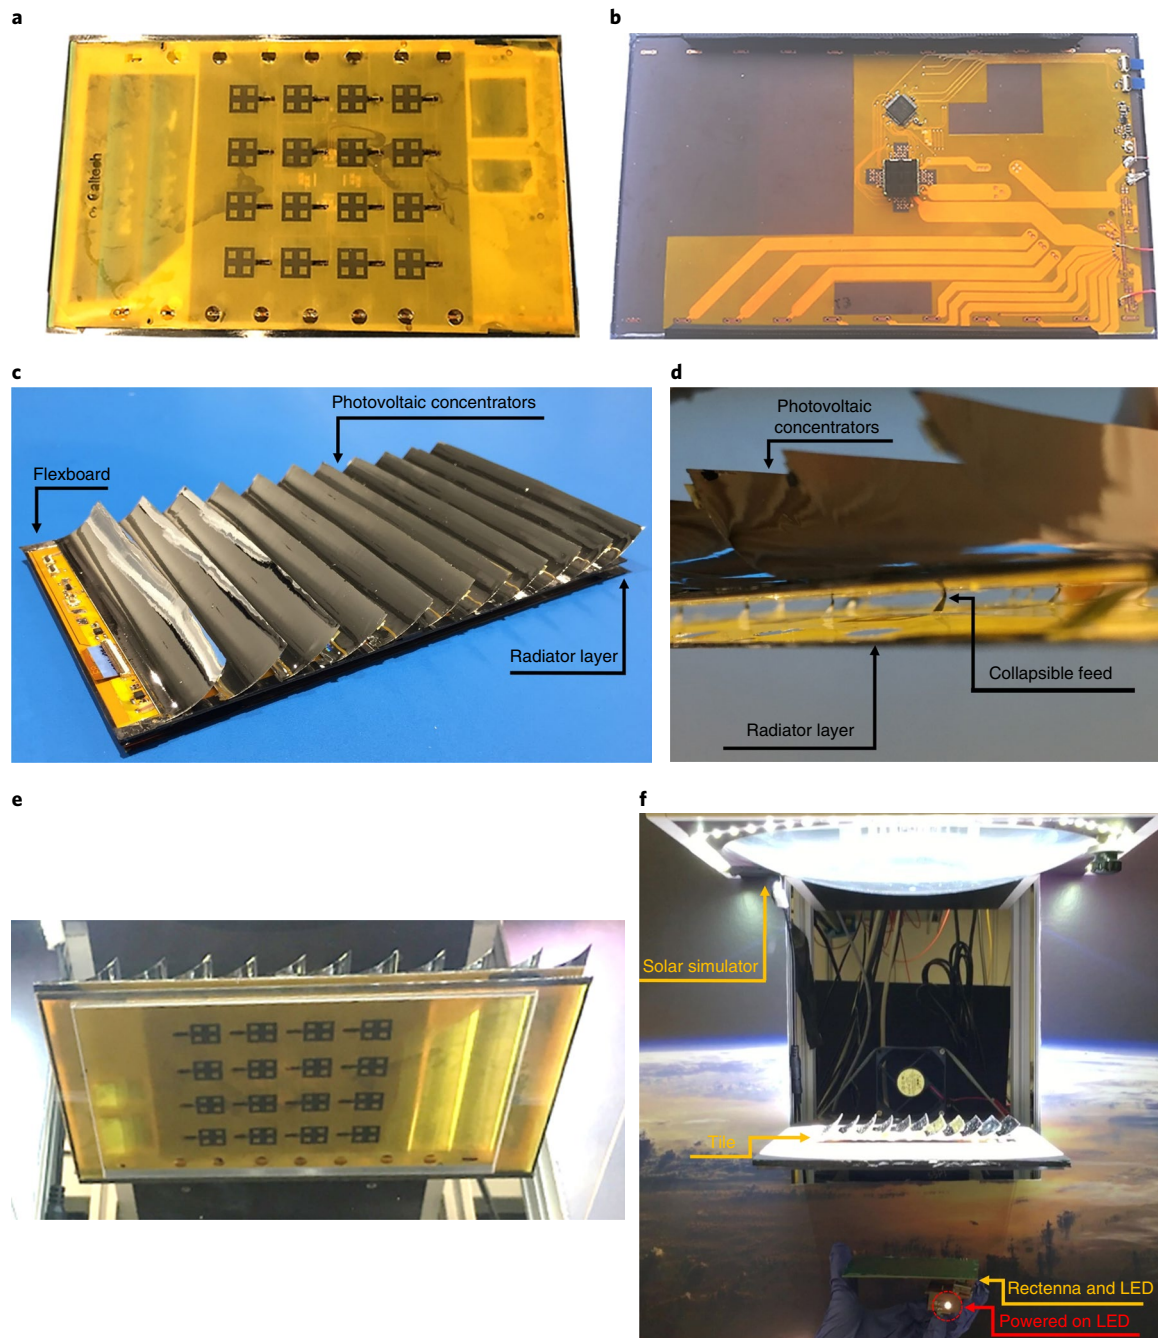 a
b
Caltech
c
Photovoltaic concentrators
Flexboard
Radiator layer
d
Photovoltaic
concentrators
Collapsible feed
Radiator layer
e
f
Solar simulator
Tile
Rectenna and LED
Powered on LED